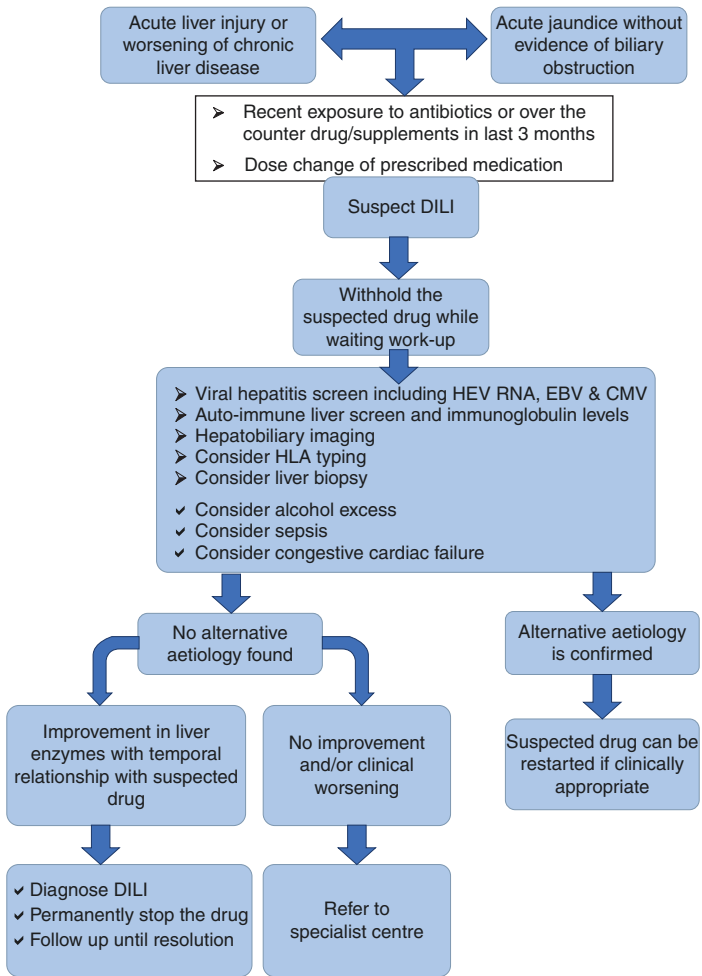 Acute liver injury or
worsening of chronic
liver disease
Acute jaundice without
evidence of biliary
obstruction
➢ Recent exposure to antibiotics or over the
counter drug/supplements in last 3 months
➢ Dose change of prescribed medication
Suspect DILI
Withhold the
suspected drug while
waiting work-up
➢ Viral hepatitis screen including HEV RNA, EBV & CMV
➢ Auto-immune liver screen and immunoglobulin levels
➢ Hepatobiliary imaging
➢ Consider HLA typing
➢ Consider liver biopsy
✓ Consider alcohol excess
✓ Consider sepsis
✓ Consider congestive cardiac failure
No alternative
aetiology found
Alternative aetiology
is confirmed
Improvement in liver
enzymes with temporal
relationship with suspected
drug
No improvement
and/or clinical
worsening
Suspected drug can be
restarted if clinically
appropriate
✓ Diagnose DILI
✓ Permanently stop the drug
✓ Follow up until resolution
Refer to
specialist centre